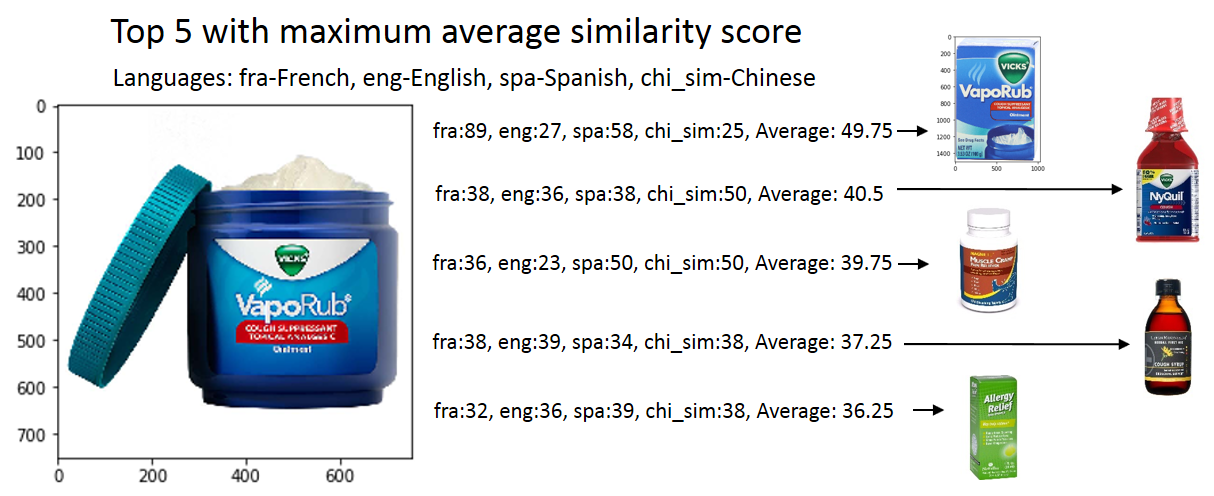 Top 5 with maximum average similarity score
Languages: fra-French, eng-English, spa-Spanish, chi_sim-Chinese
0
100
200
300
400
500
600
700
0
200
400
600
VICKS
VapoRub
COUGH SUPPRESSANT
Ointment
fra:89, eng:27, spa:58, chi_sim:25, Average: 49.75
fra:38, eng:36, spa:38, chi_sim:50, Average: 40.5
fra:36, eng:23, spa:50, chi_sim:50, Average: 39.75
fra:38, eng:39, spa:34, chi_sim:38, Average: 37.25
fra:32, eng:36, spa:39, chi_sim:38, Average: 36.25
0
200
400
600
800
1000
1200
1400
0
500
1000
VICKS
VapoRub
COUGH SUPPRESSANT
Ointment
VICKS
NyQuil
MUSCLE
COUGH SYRUP
Allergy
Relief